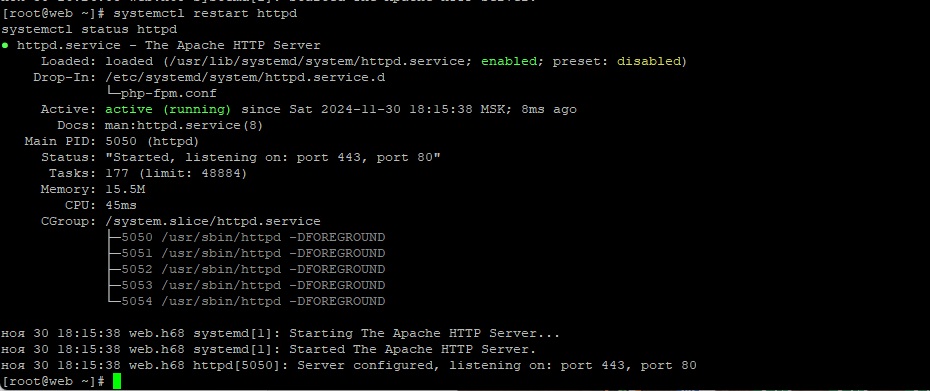 [root@web ~]# systemctl restart httpd
systemctl status httpd
● httpd.service - The Apache HTTP Server
     Loaded: loaded (/usr/lib/systemd/system/httpd.service; enabled; preset: disabled)
    Drop-In: /etc/systemd/system/httpd.service.d
             └─php-fpm.conf
     Active: active (running) since Sat 2024-11-30 18:15:38 MSK; 8ms ago
       Docs: man:httpd.service(8)
   Main PID: 5050 (httpd)
     Status: "Started, listening on: port 443, port 80"
      Tasks: 177 (limit: 48884)
     Memory: 15.5M
        CPU: 45ms
     CGroup: /system.slice/httpd.service
             ├─5050 /usr/sbin/httpd -DFOREGROUND
             ├─5051 /usr/sbin/httpd -DFOREGROUND
             ├─5052 /usr/sbin/httpd -DFOREGROUND
             ├─5053 /usr/sbin/httpd -DFOREGROUND
             └─5054 /usr/sbin/httpd -DFOREGROUND
ноя 30 18:15:38 web.h68 systemd[1]: Starting The Apache HTTP Server...
ноя 30 18:15:38 web.h68 systemd[1]: Started The Apache HTTP Server.
ноя 30 18:15:38 web.h68 httpd[5050]: Server configured, listening on: port 443, port 80
[root@web ~]#